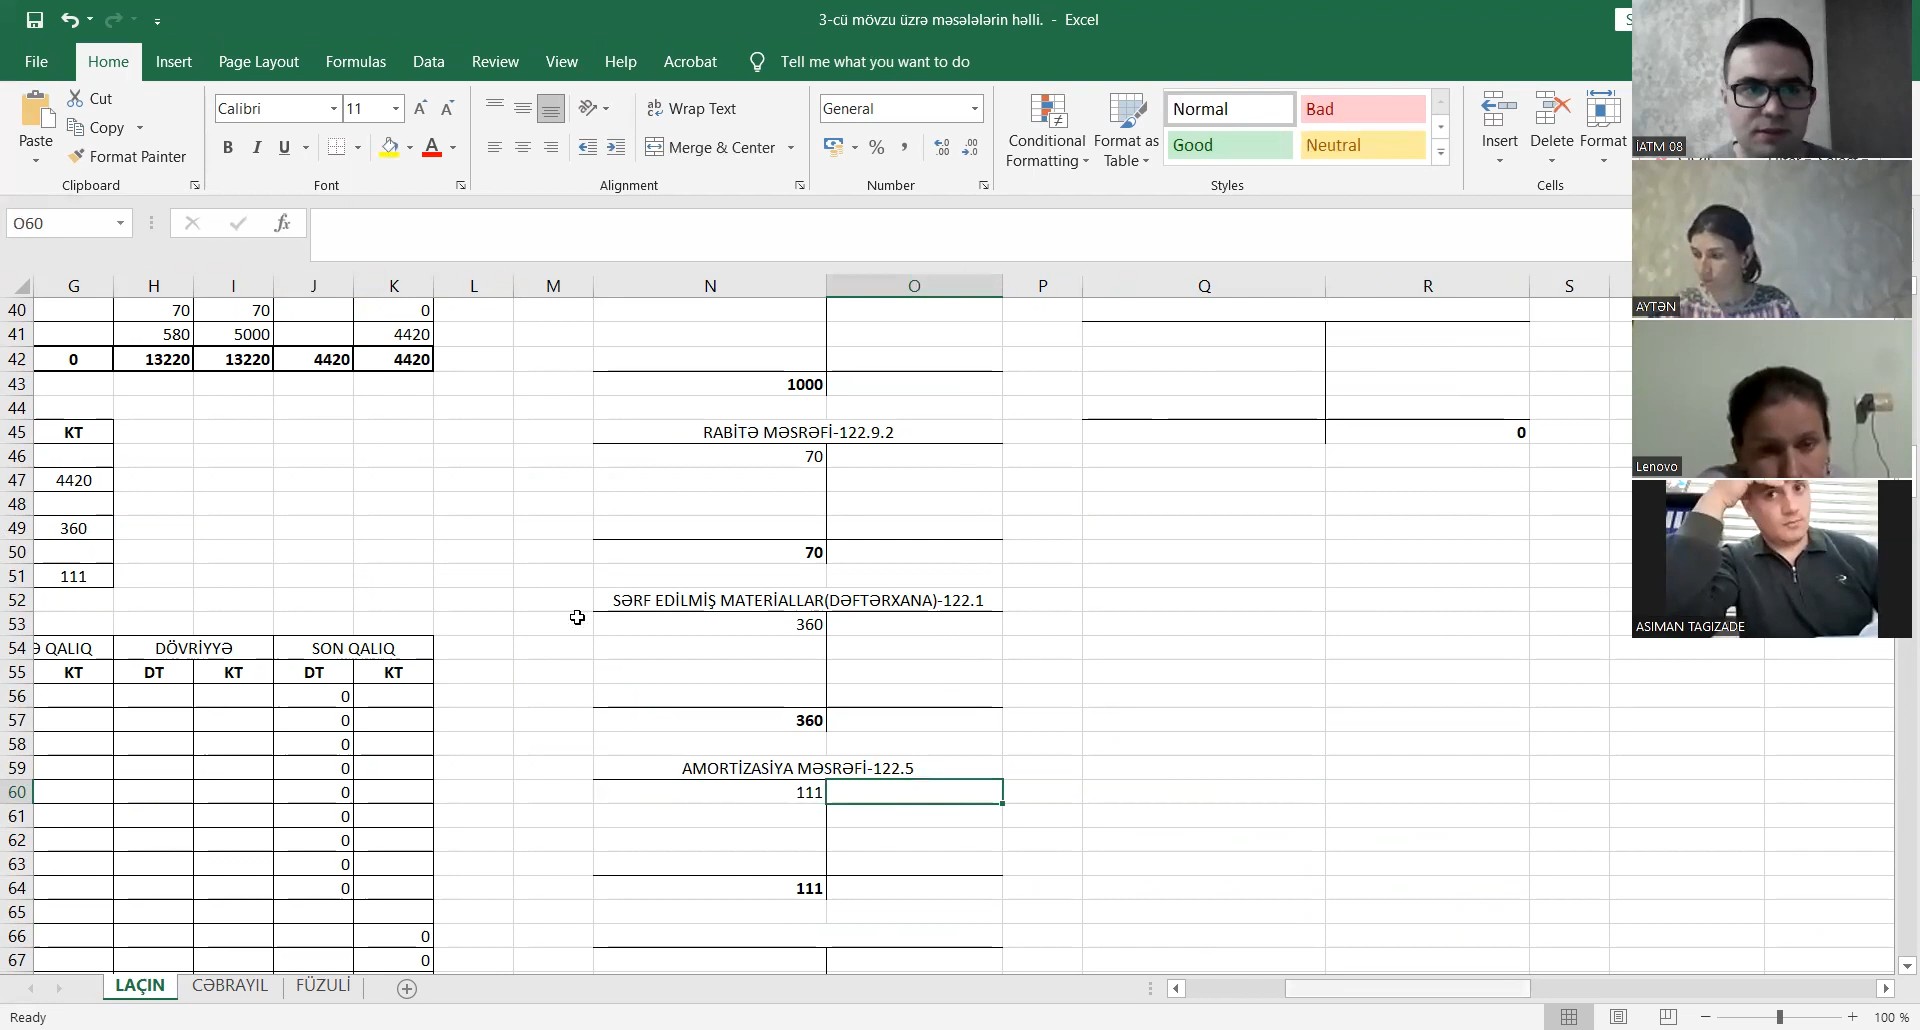 3-cü mövzu üzrə məsələlərin həlli. - Excel
File Home Insert Page Layout Formulas Data Review View Help Acrobat Tell me what you want to do
Cut
Copy
Format Painter
Paste
Clipboard
Calibri 11
B I U
Font
Wrap Text
Merge & Center
Alignment
General
Number
Conditional Formatting
Format as Table
Normal Bad
Good Neutral
Styles
Insert Delete Format
Cells
O60
G H I J K L M N O P Q R S
40 70 70 0
41 580 5000 4420
42 0 13220 13220 4420 4420
43 1000
44
45 KT RABİTƏ MƏSRƏFİ-122.9.2 0
46 70
47 4420
48
49 360
50 70
51 111
52 SƏRF EDİLMİŞ MATERİALLAR(DƏFTƏRXANA)-122.1
53 360
54 Ə QALIQ DÖVRİYYƏ SON QALIQ
55 KT DT KT DT KT
56 0
57 0 360
58 0
59 0 AMORTİZASİYA MƏSRƏFİ-122.5
60 0 111
61 0
62 0
63 0
64 0 111
65
66 0
67 0
LAÇIN CƏBRAYIL FÜZULİ
Ready
100 %
İATM 08
AYTƏN
Lenovo
ASIMAN TAGIZADE